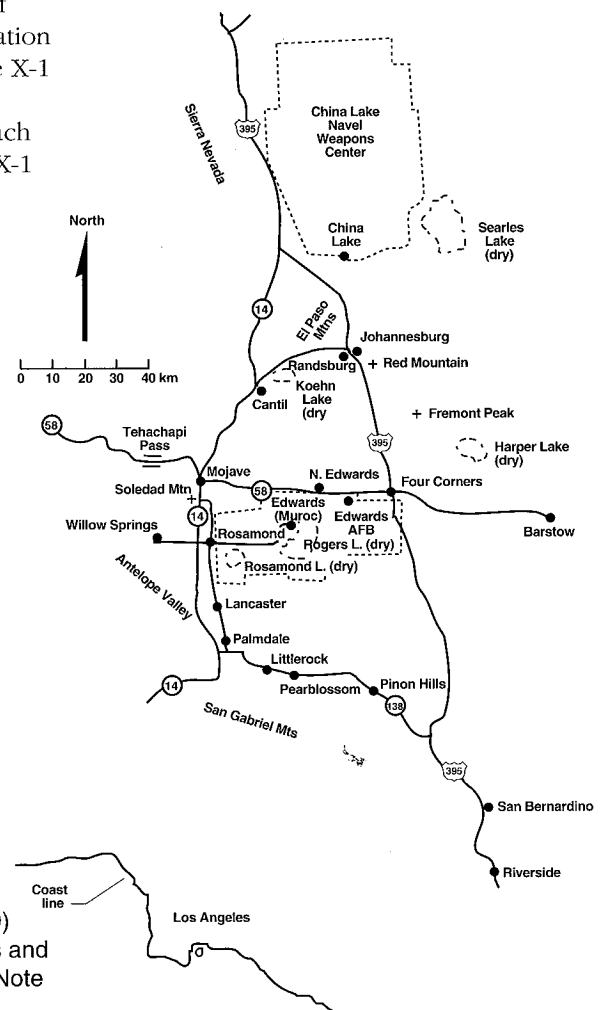 ation
e X-1
ach
X-1
395
Sierra Nevada
China Lake
Navel
Weapons
Center
North
China
Lake
Searles
Lake
(dry)
14
El Paso
Mtns
Johannesburg
0 10 20 30 40 km
Randsburg
Red Mountain
Koehn
Lake
(dry
Cantil
Fremont Peak
58
Tehachapi
Pass
395
Harper Lake
(dry)
Mojave
N. Edwards
Four Corners
Soledad Mtn
58
Edwards
(Muroc)
Edwards
AFB
14
Willow Springs
Rosamond
Rogers L. (dry)
Barstow
Rosamond L. (dry)
Antelope Valley
Lancaster
Palmdale
Littlerock
Pearblossom
Pinon Hills
14
138
San Gabriel Mts
395
San Bernardino
Riverside
Coast
line
Los Angeles
)
s and
Note